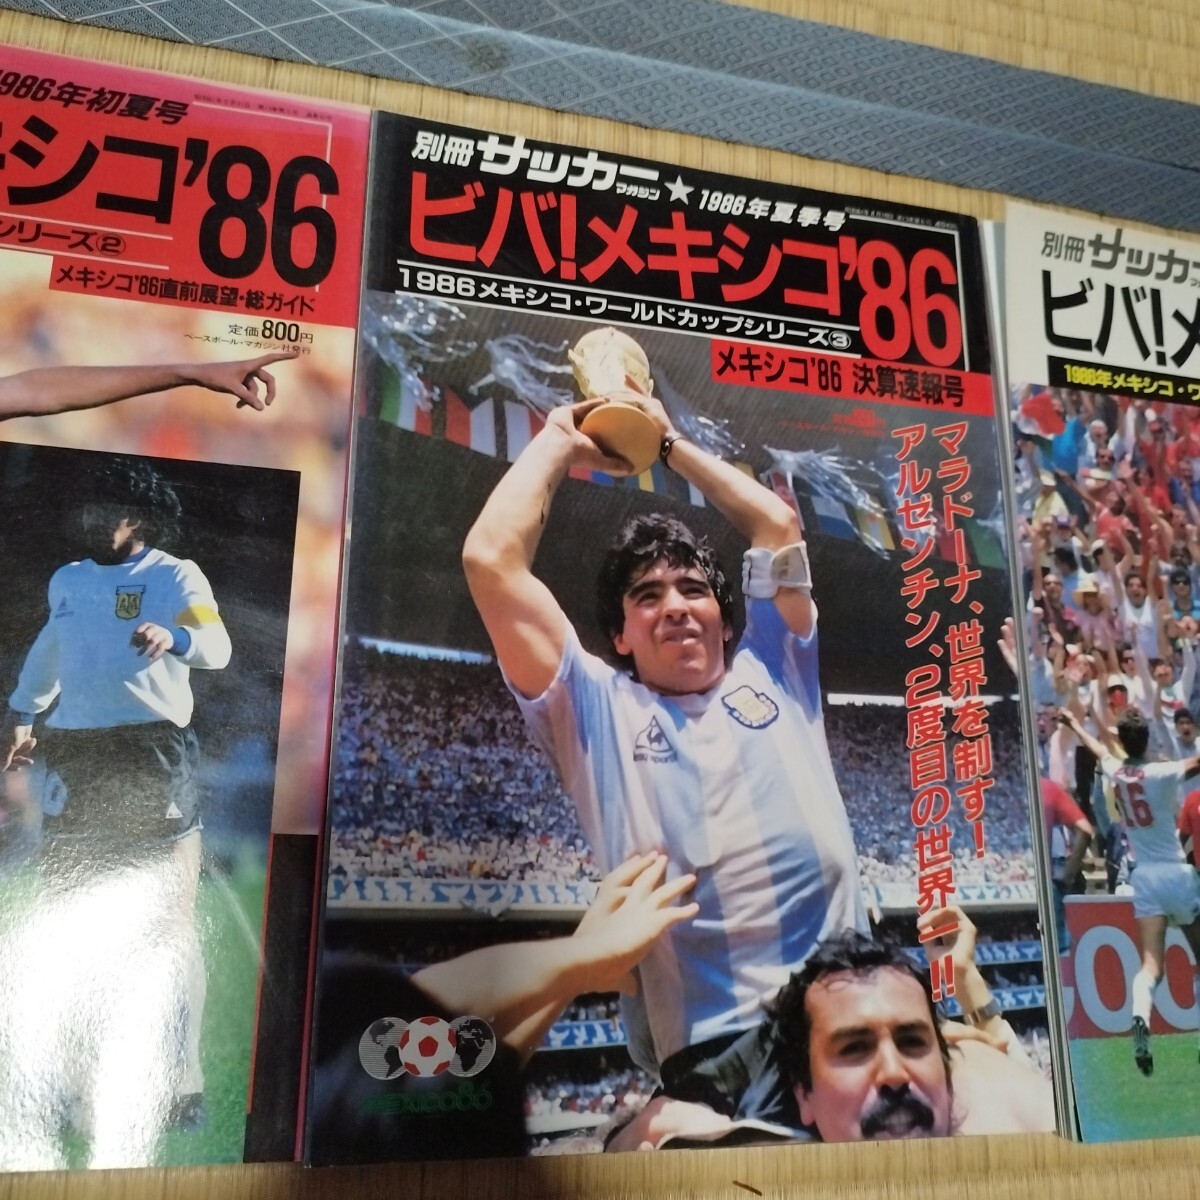 1986年初夏号
キシコ'86
シリーズ②
メキシコ'86直前展望・総ガイド
定価800円
ベースボール・マガジン社発行
別冊サッカーマガジン★1986年夏季号
ビバ!メキシコ'86
1986メキシコ・ワールドカップシリーズ③
メキシコ'86 決算速報号
マラドーナ、世界を制す!
アルゼンチン、2度目の世界一!!
le coq sportif
mexico86
別冊サッカー
ビバ!メ
1986年メキシコ・ワ
16